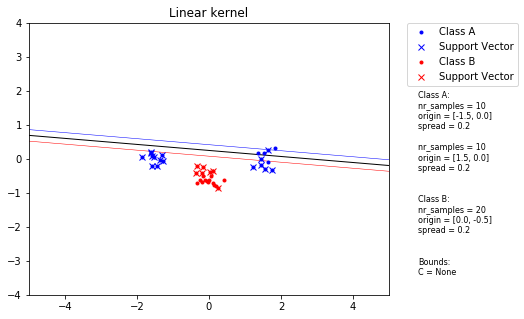 Linear kernel
4
3
2
1
0
−1
−2
−3
−4
−4
−2
0
2
4
Class A
Support Vector
Class B
Support Vector
Class A:
nr_samples = 10
origin = [-1.5, 0.0]
spread = 0.2
nr_samples = 10
origin = [1.5, 0.0]
spread = 0.2
Class B:
nr_samples = 20
origin = [0.0, -0.5]
spread = 0.2
Bounds:
C = None